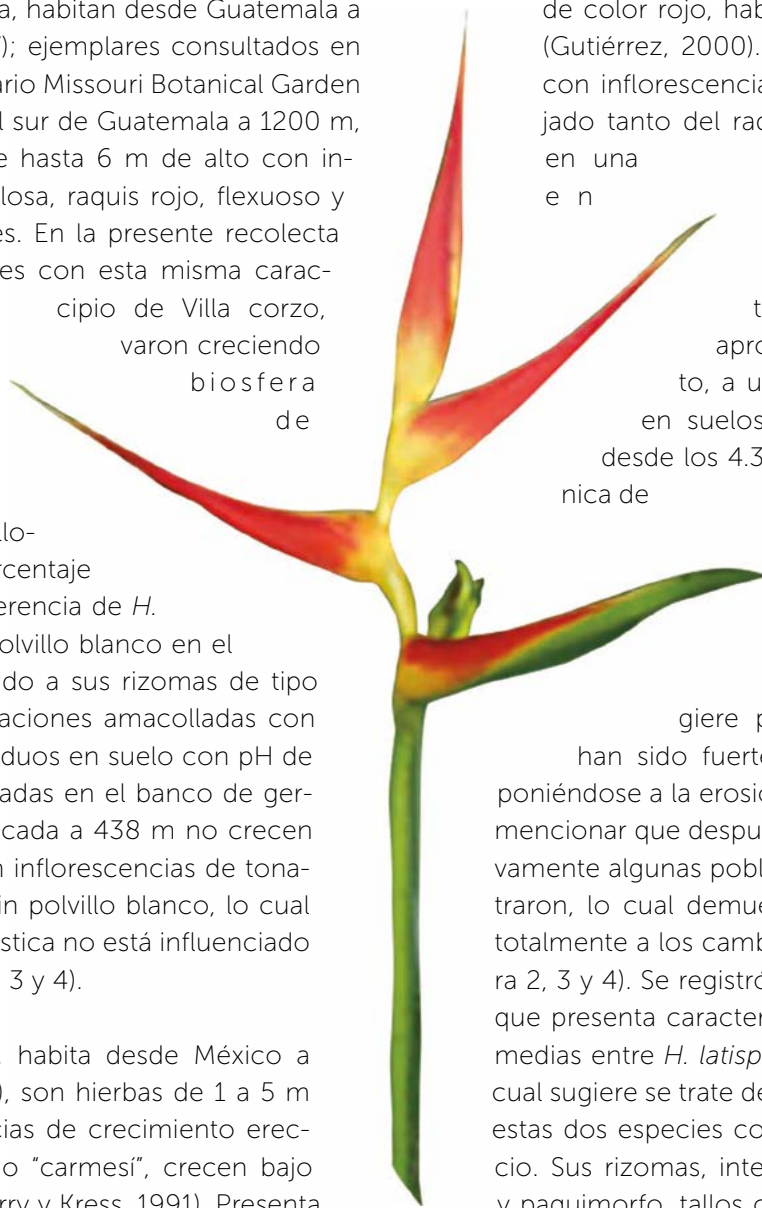 a, habitan desde Guatemala a
); ejemplares consultados en
ario Missouri Botanical Garden
l sur de Guatemala a 1200 m,
e hasta 6 m de alto con in-
losa, raquis rojo, flexuoso y
es. En la presente recolecta
es con esta misma carac-
cipio de Villa corzo,
varon creciendo
biosfera
de
llo-
rcentaje
erencia de H.
olvillo blanco en el
do a sus rizomas de tipo
aciones amacolladas con
duos en suelo con pH de
adas en el banco de ger-
cada a 438 m no crecen
n inflorescencias de tona-
in polvillo blanco, lo cual
stica no está influenciado
3 y 4).
habita desde México a
), son hierbas de 1 a 5 m
cias de crecimiento erec-
o “carmesí”, crecen bajo
rry y Kress, 1991). Presenta
de color rojo, hab
(Gutiérrez, 2000).
con inflorescencia
jado tanto del rac
en una
e n
t
apro
to, a u
en suelos
desde los 4.3
nica de
giere p
han sido fuerte
poniéndose a la erosió
mencionar que despu
vamente algunas pobl
traron, lo cual demue
totalmente a los camb
ra 2, 3 y 4). Se registró
que presenta caracter
medias entre H. latisp
cual sugiere se trate de
estas dos especies co
cio. Sus rizomas, inte
y paquimorfo, tallos c